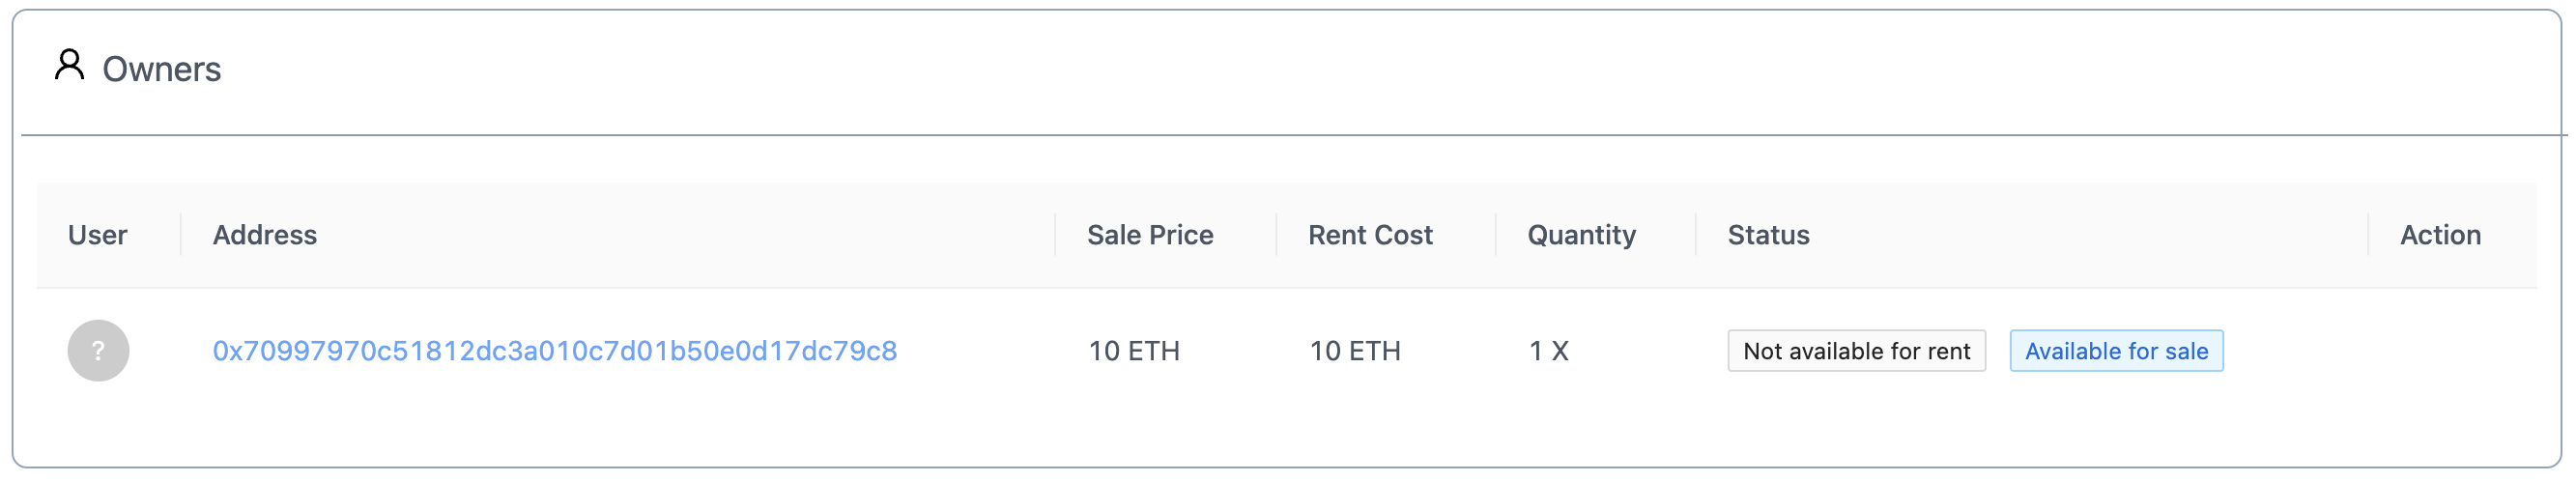 Owners
User Address Sale Price Rent Cost Quantity Status Action
? 0x70997970c51812dc3a010c7d01b50e0d17dc79c8 10 ETH 10 ETH 1 X Not available for rent Available for sale